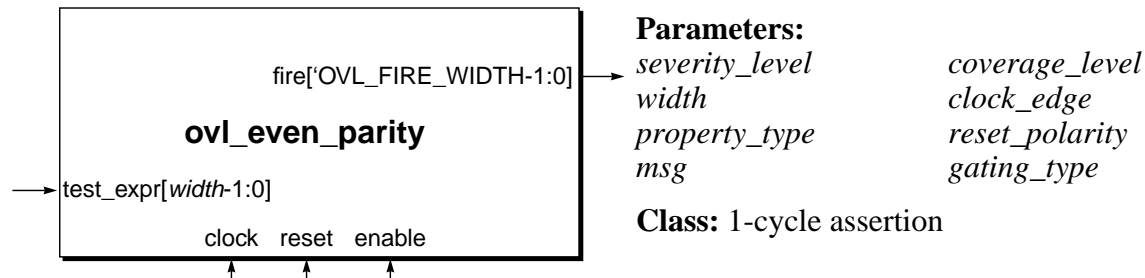 fire[‘OVL_FIRE_WIDTH-1:0]
ovl_even_parity
test_expr[width-1:0]
clock reset enable
Parameters:
severity_level coverage_level
width clock_edge
property_type reset_polarity
msg gating_type
Class: 1-cycle assertion